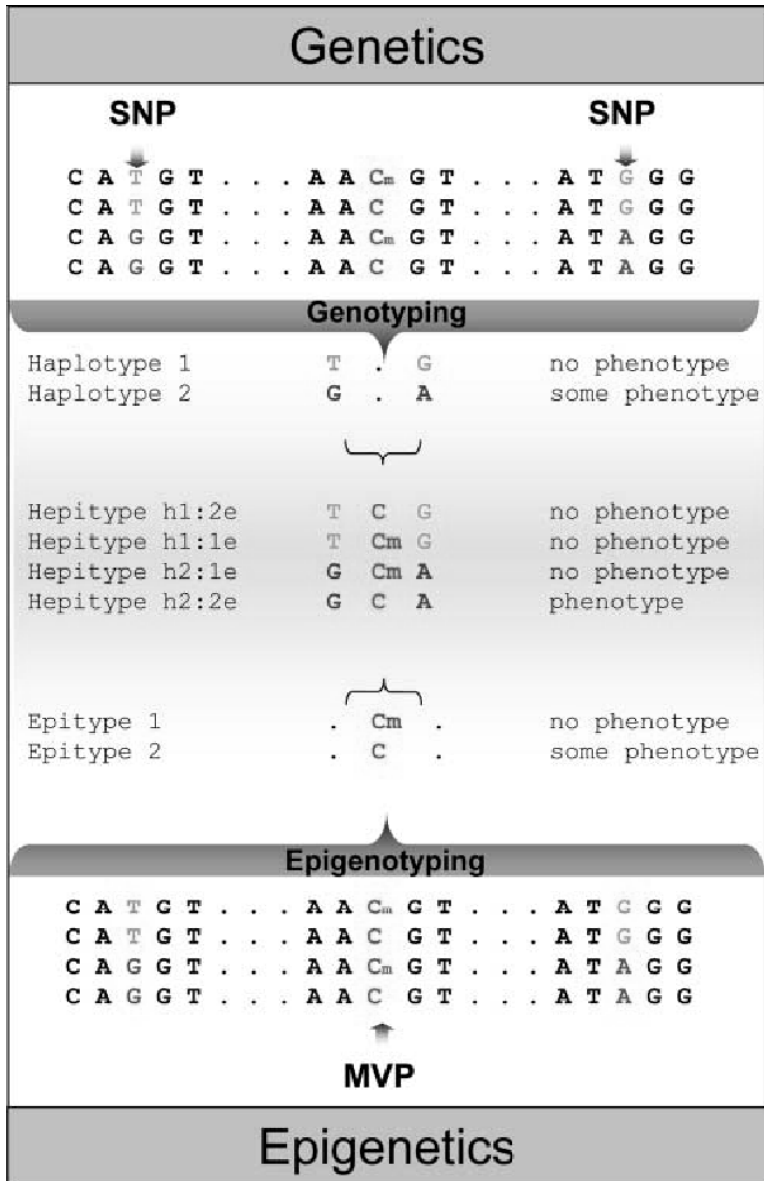 Genetics
SNP SNP
C A T G T . . . A A Cm G T . . . A T G G G
C A T G T . . . A A C G T . . . A T G G G
C A G G T . . . A A Cm G T . . . A T A G G
C A G G T . . . A A C G T . . . A T A G G
Genotyping
Haplotype 1 T . G no phenotype
Haplotype 2 G . A some phenotype
Hepitype h1:2e T C G no phenotype
Hepitype h1:1e T Cm G no phenotype
Hepitype h2:1e G Cm A no phenotype
Hepitype h2:2e G C A phenotype
Epitype 1 . Cm . no phenotype
Epitype 2 . C . some phenotype
Epigenotyping
C A T G T . . . A A Cm G T . . . A T G G G
C A T G T . . . A A C G T . . . A T G G G
C A G G T . . . A A Cm G T . . . A T A G G
C A G G T . . . A A C G T . . . A T A G G
MVP
Epigenetics